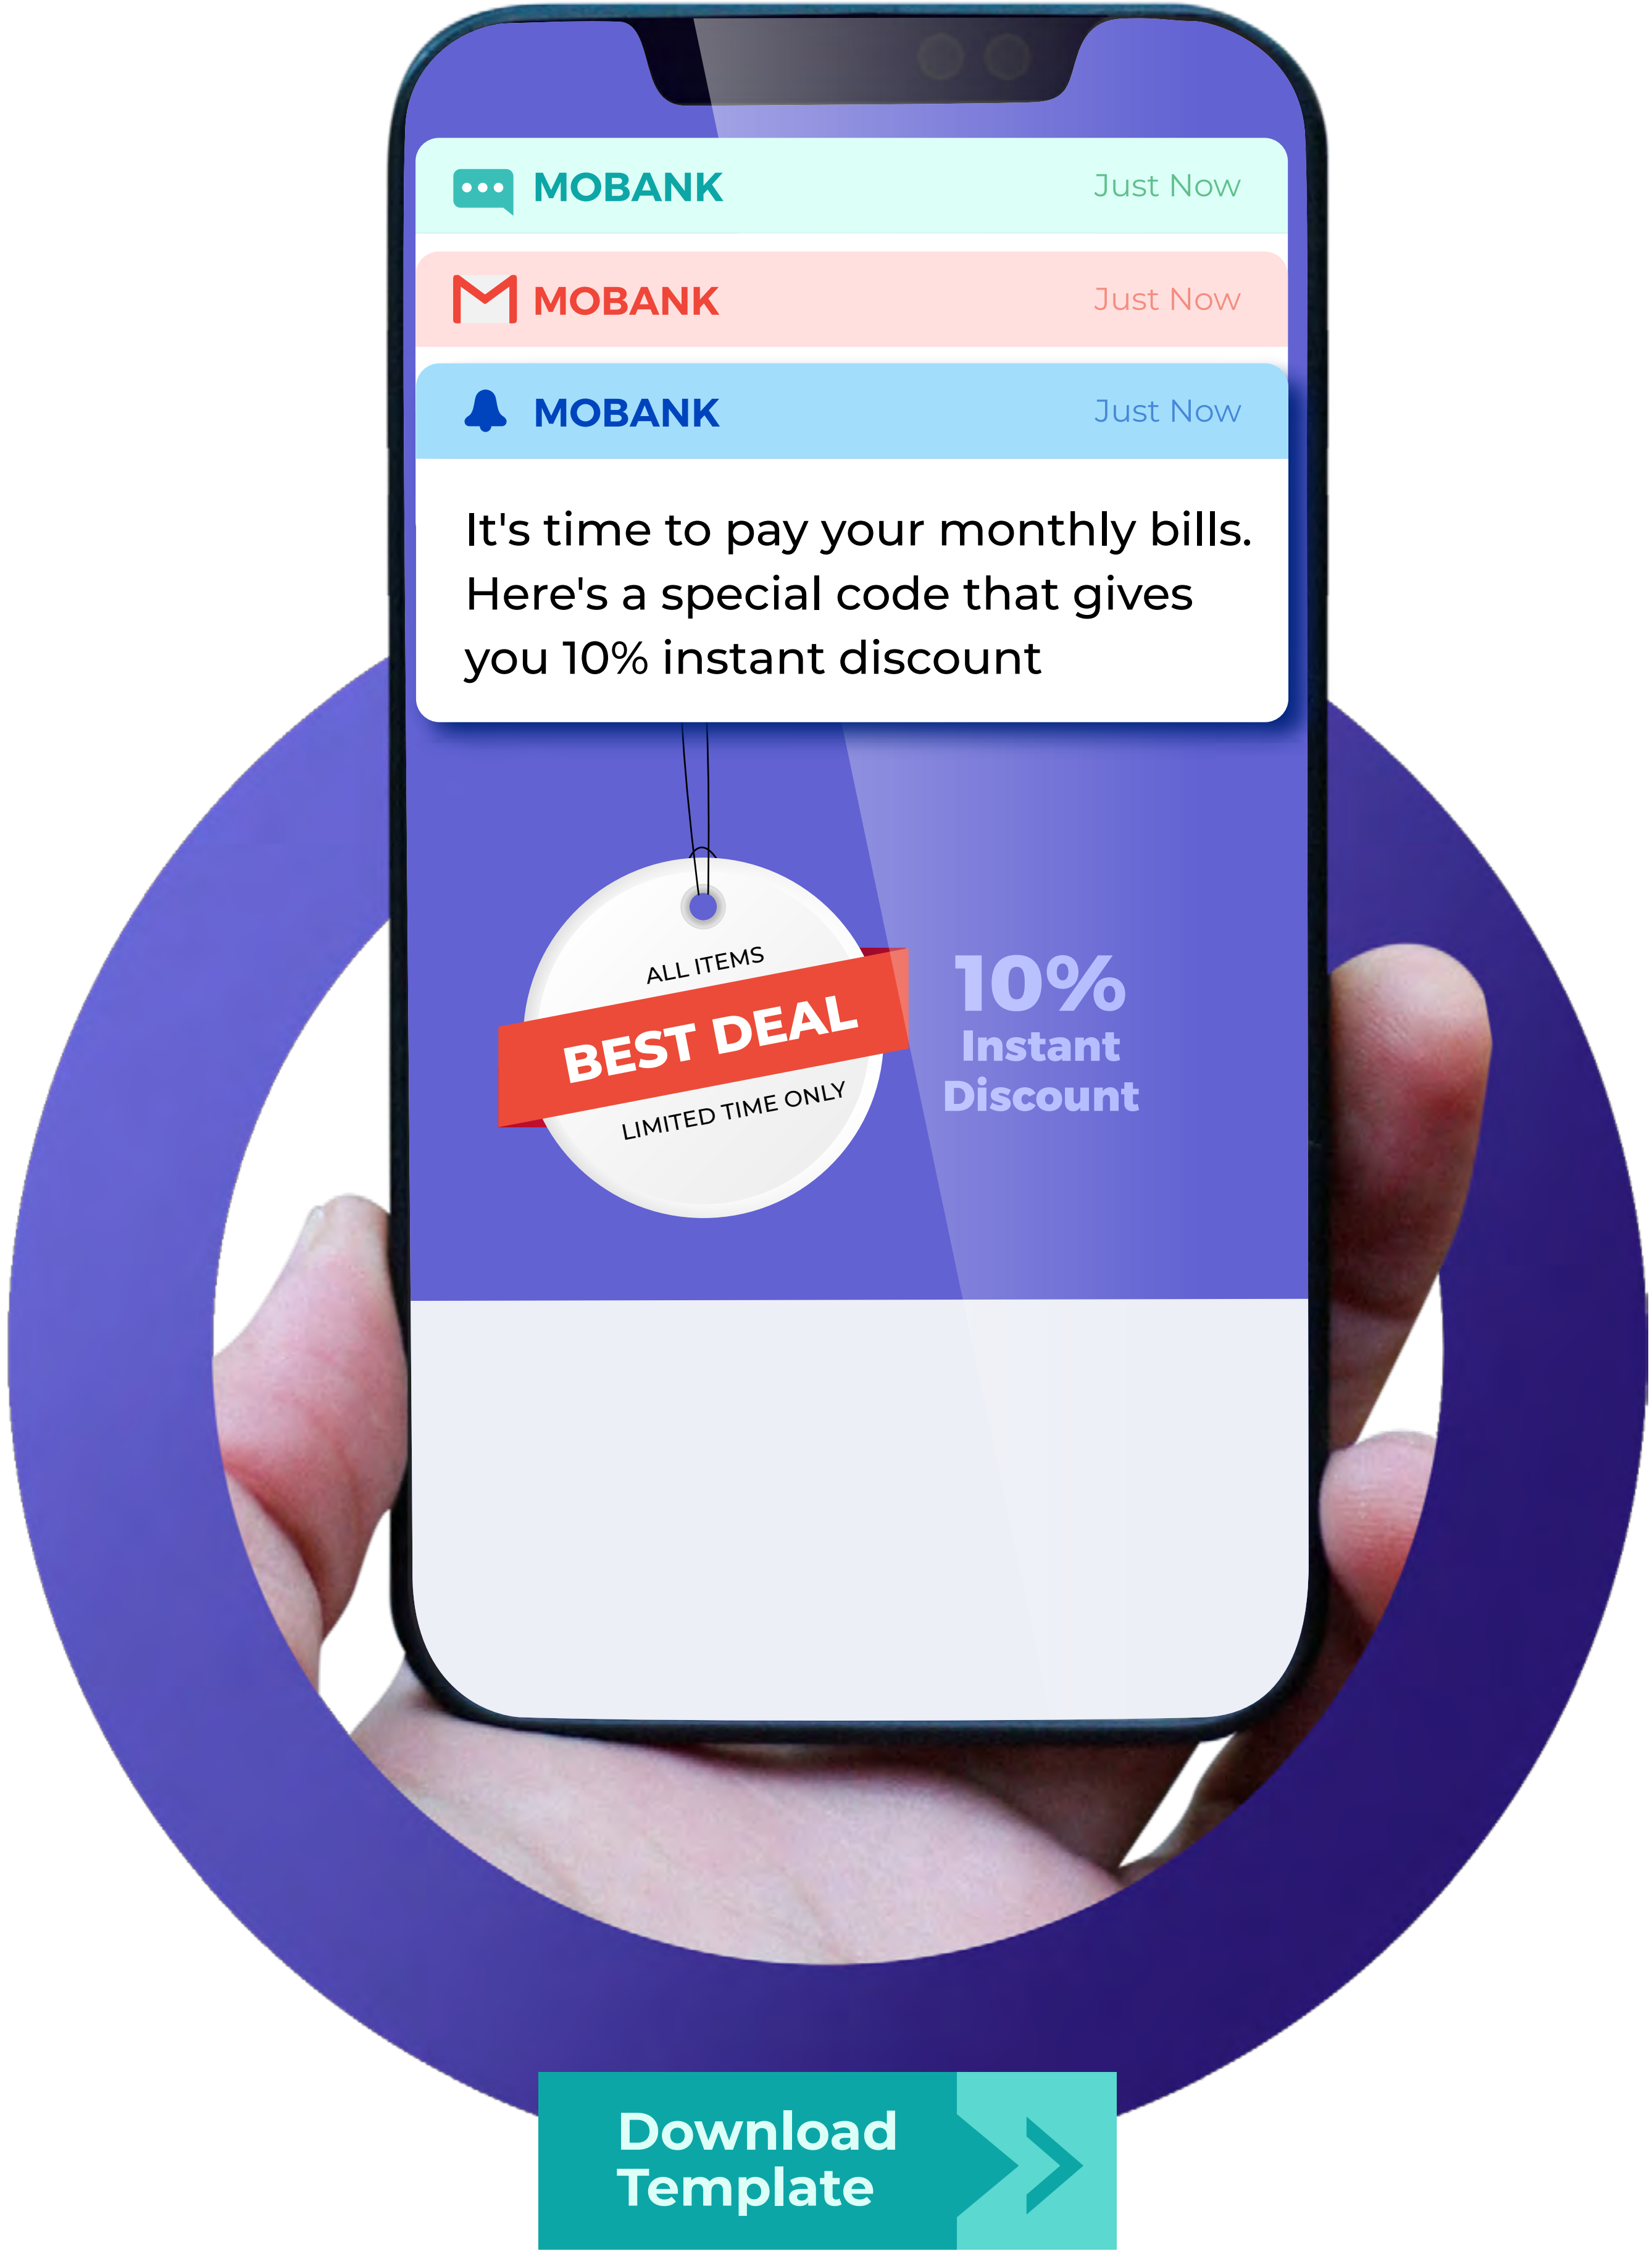 MOBANK Just Now
MOBANK Just Now
MOBANK Just Now
It's time to pay your monthly bills.
Here's a special code that gives
you 10% instant discount
ALL ITEMS
BEST DEAL
LIMITED TIME ONLY
10%
Instant
Discount
Download
Template